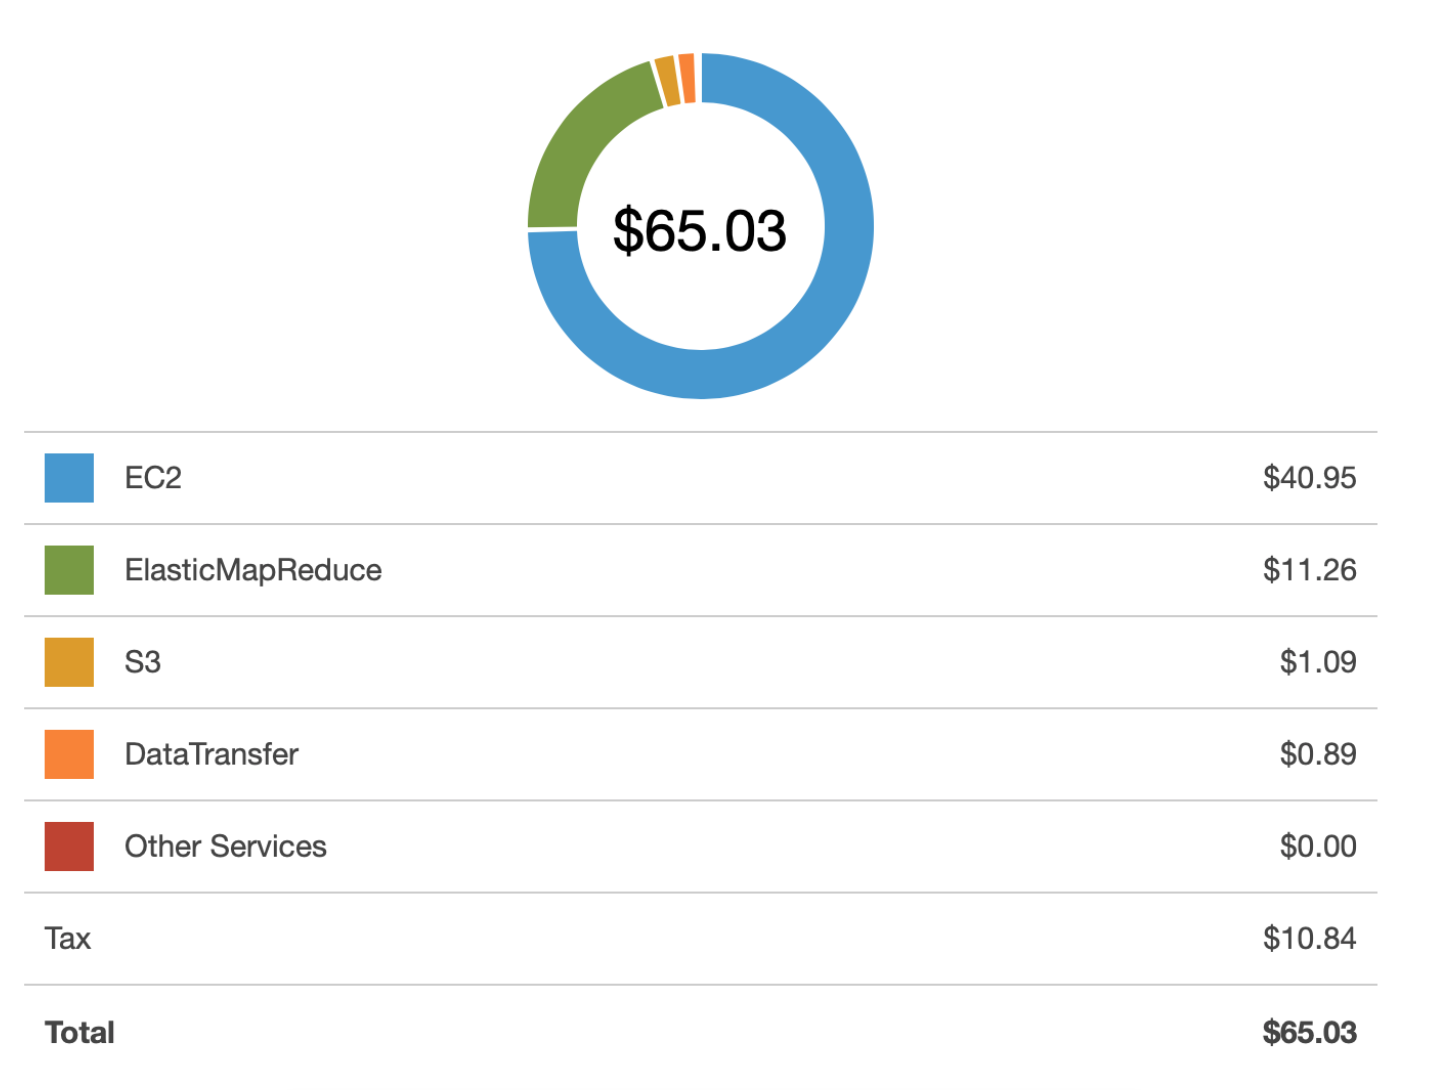 $65.03
EC2 $40.95
ElasticMapReduce $11.26
S3 $1.09
DataTransfer $0.89
Other Services $0.00
Tax $10.84
Total $65.03